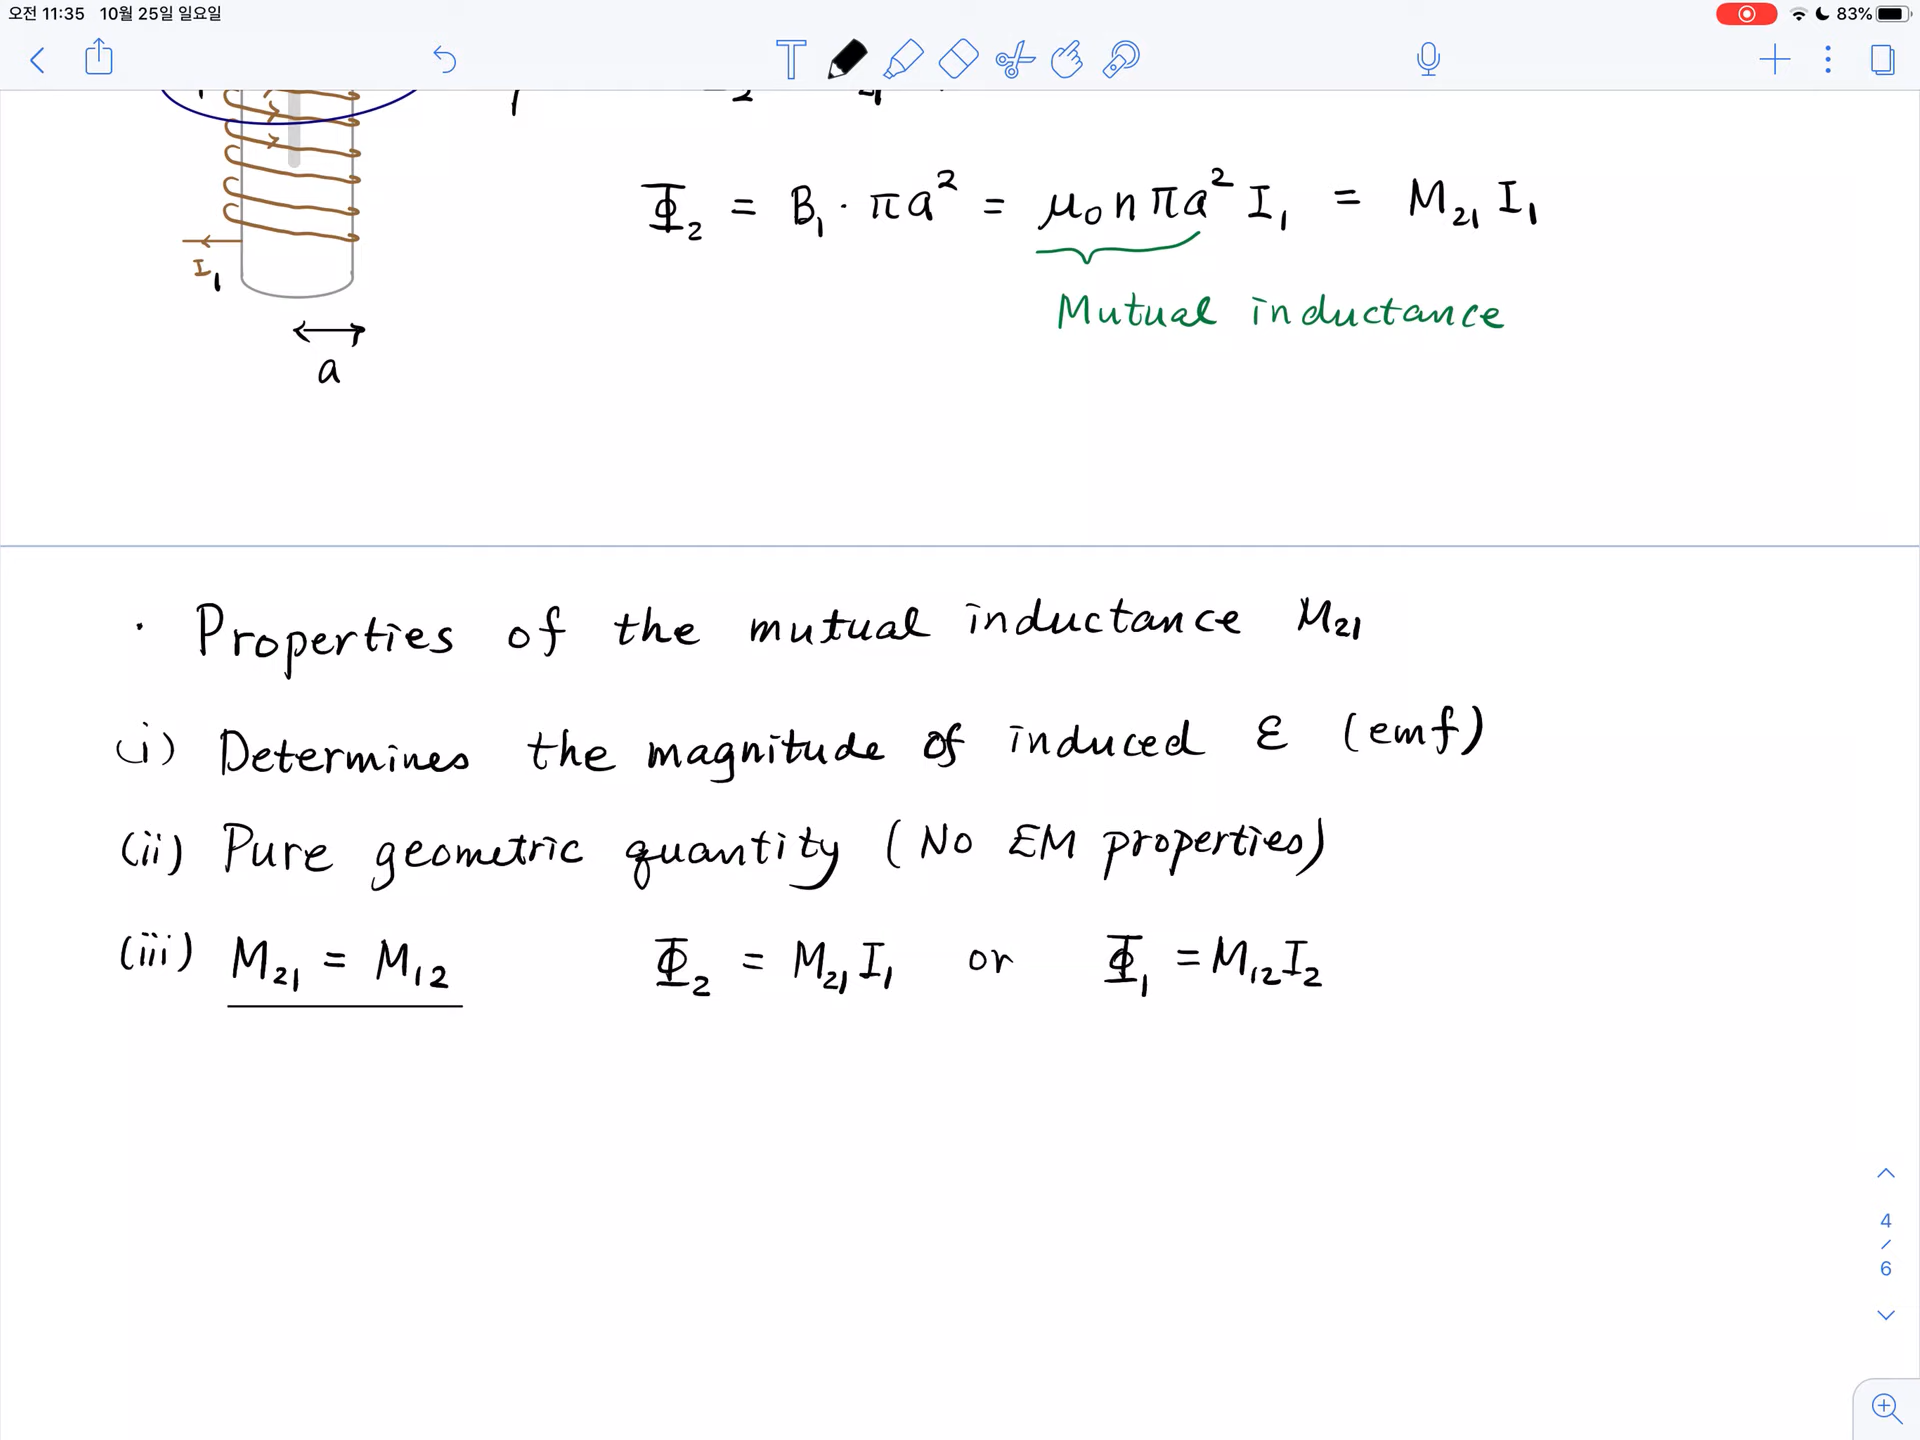 오전 11:35 10월 25일 일요일
83%
T
Φ₂ = B₁ · πa² = μ₀ n πa² I₁ = M₂₁ I₁
I₁
Mutual inductance
a
· Properties of the mutual inductance M₂₁
(i) Determines the magnitude of induced ε (emf)
(ii) Pure geometric quantity (No EM properties)
(iii) M₂₁ = M₁₂ Φ₂ = M₂₁ I₁ or Φ₁ = M₁₂ I₂
4
/
6